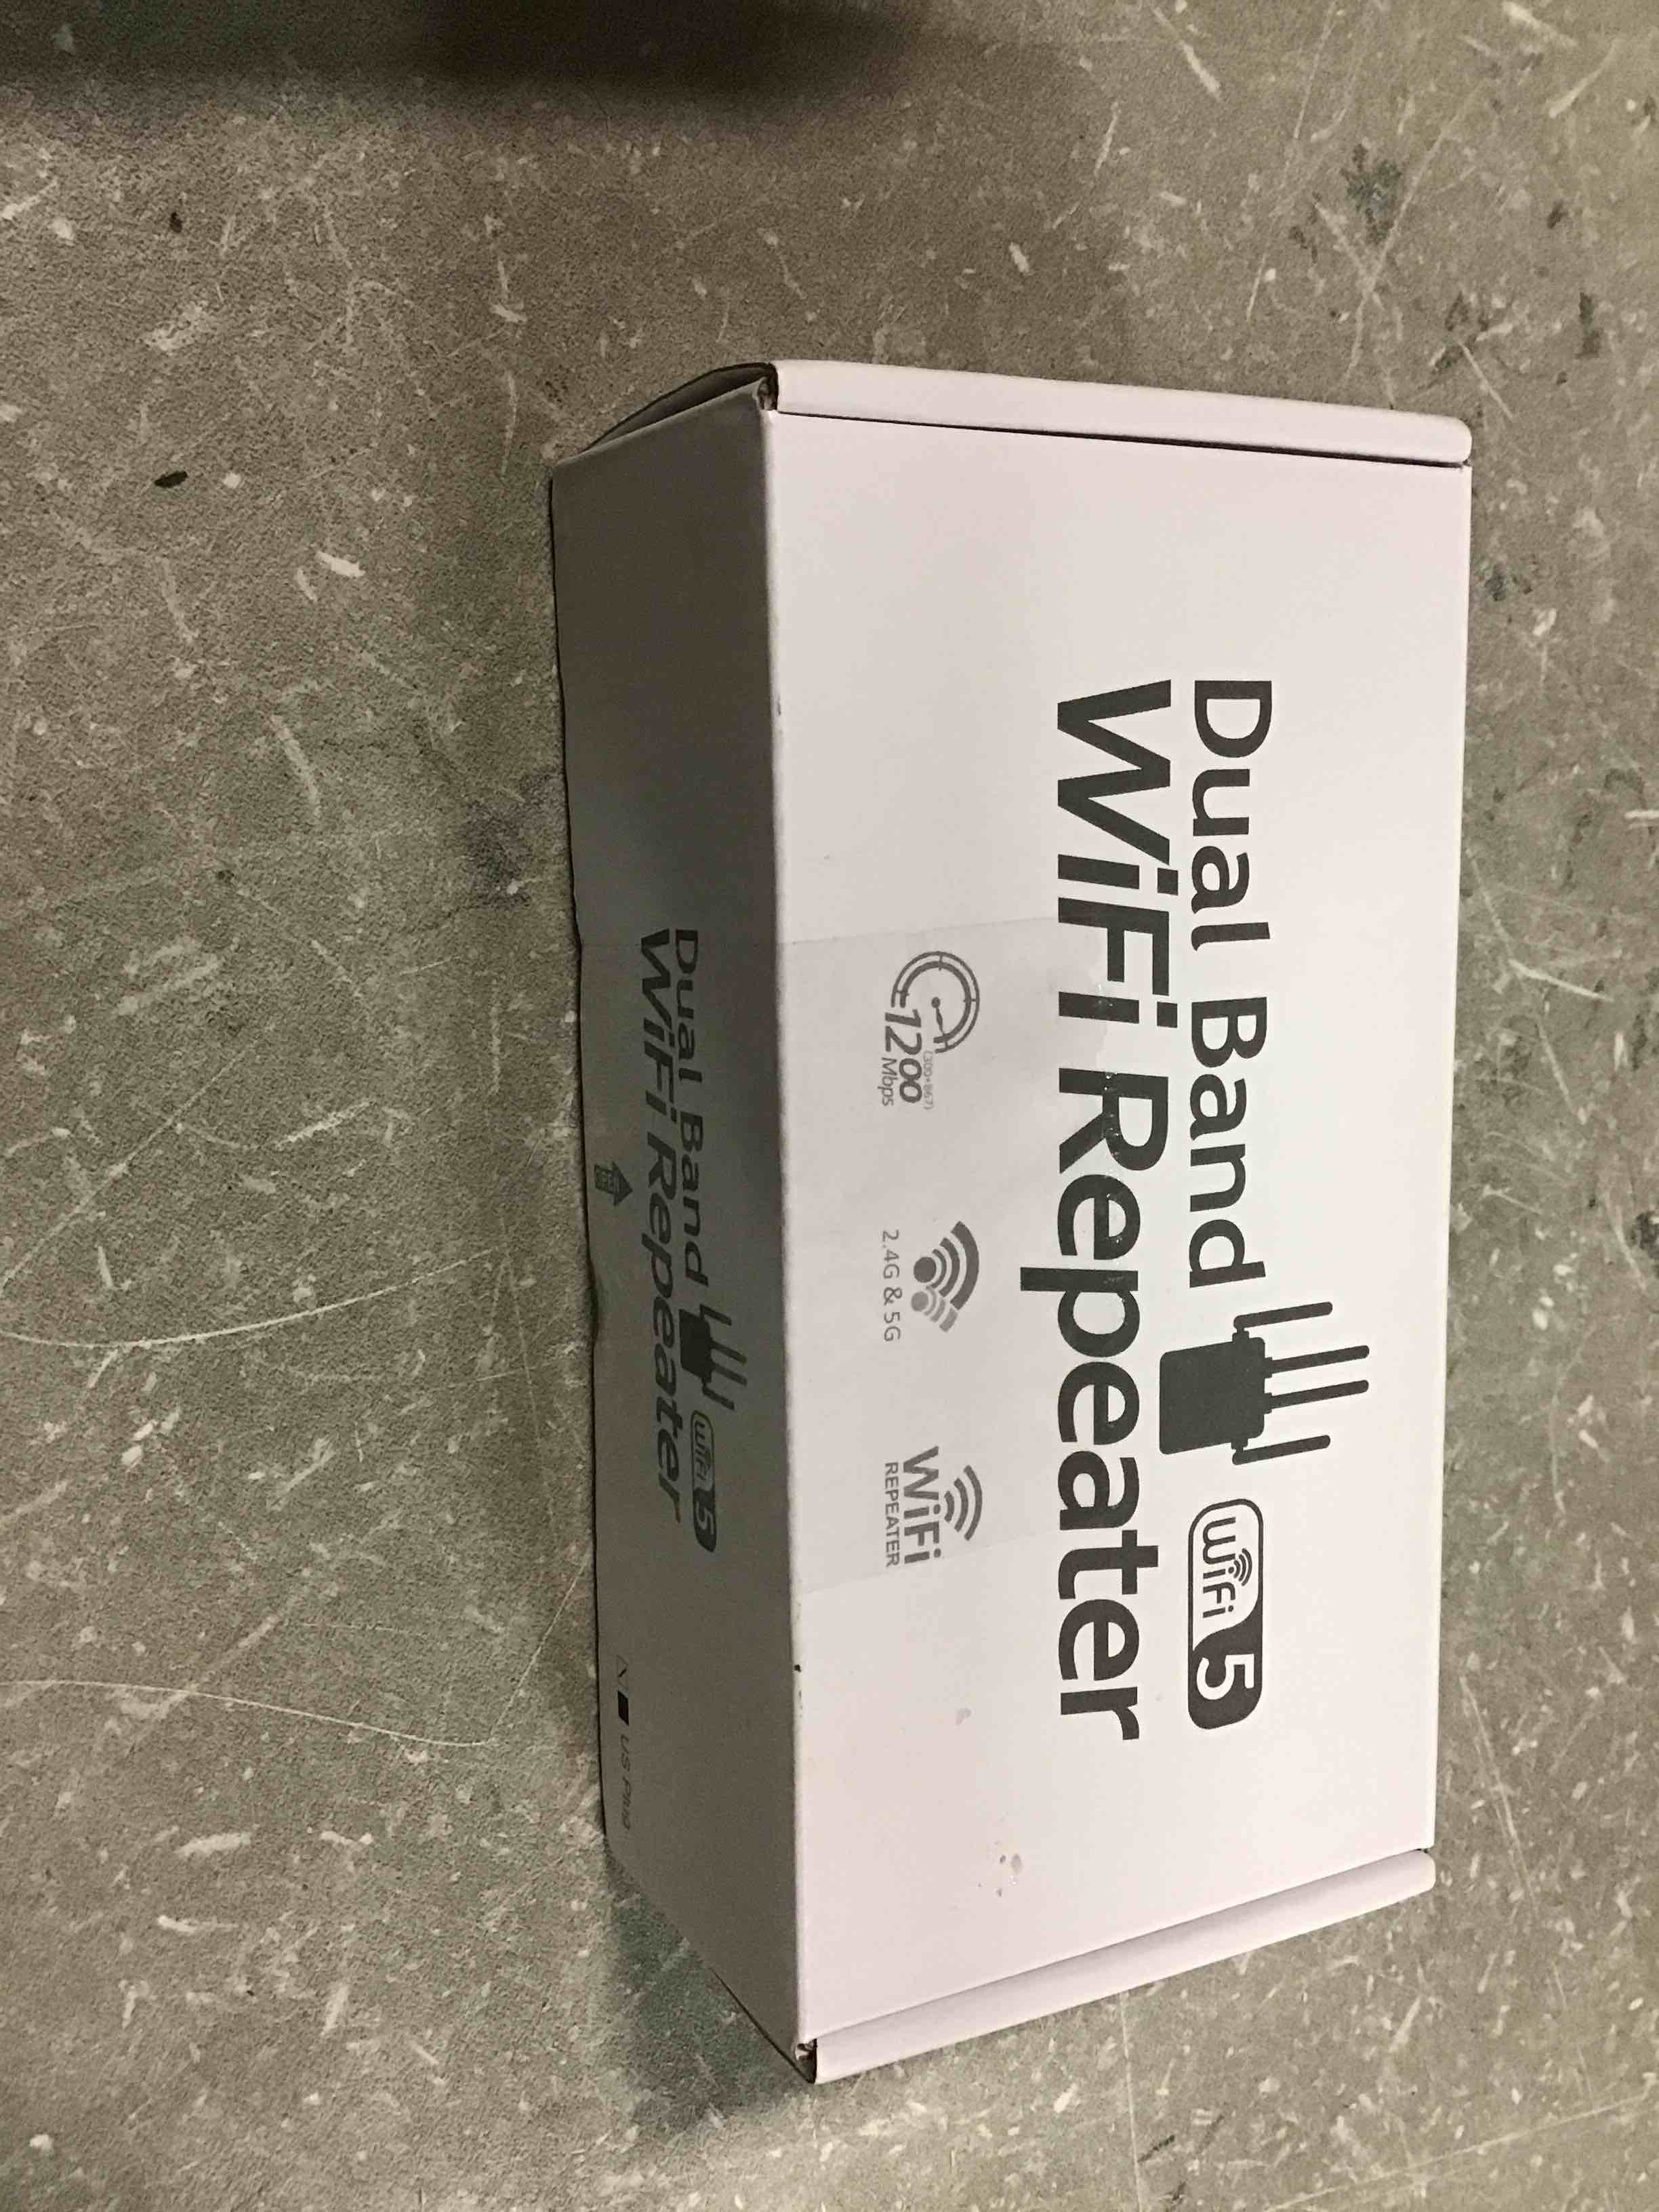 Dual Band WiFi 5
WiFi Repeater
(300+867)
1200
Mbps
2.4G & 5G
WiFi
REPEATER
Dual Band WiFi 5
WiFi Repeater
US Plug